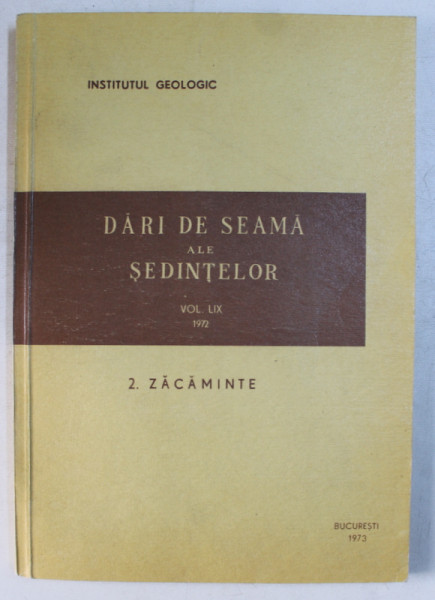 INSTITUTUL GEOLOGIC
DĂRI DE SEAMĂ
ALE
ȘEDINȚELOR
VOL. LIX
1972
2. ZĂCĂMINTE
BUCUREȘTI
1973